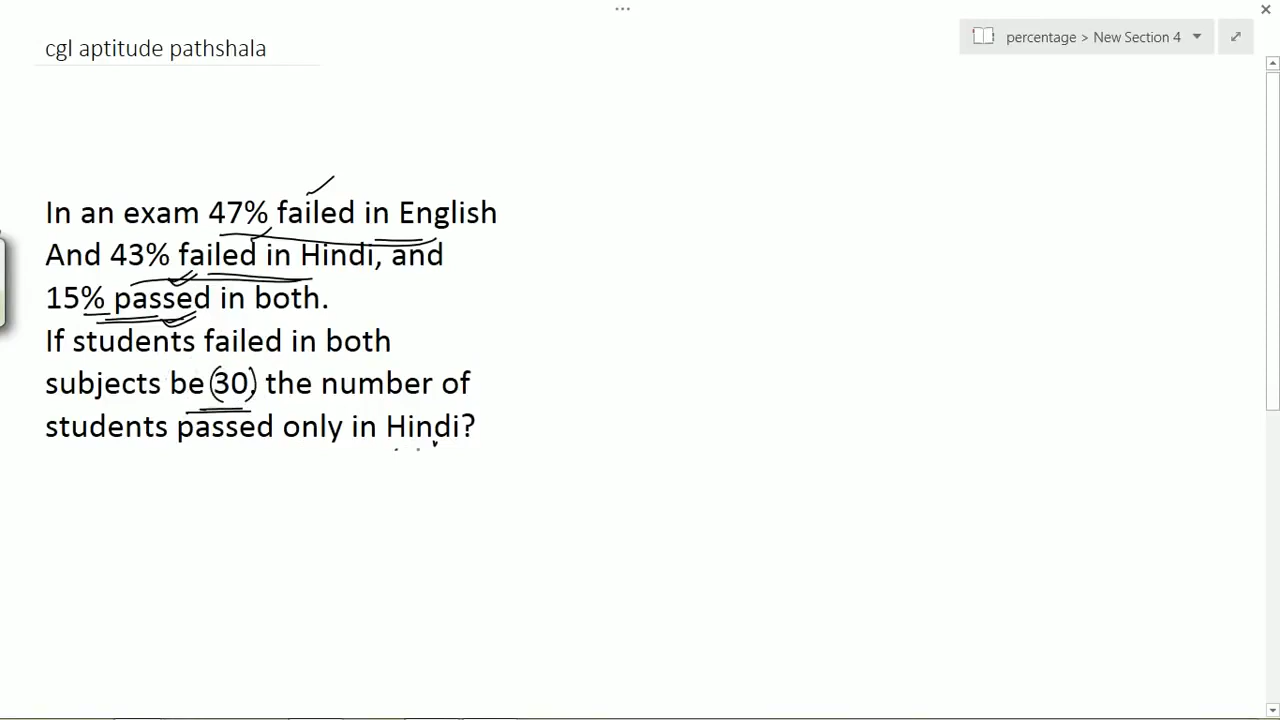 cgl aptitude pathshala
percentage > New Section 4
In an exam 47% failed in English
And 43% failed in Hindi, and
15% passed in both.
If students failed in both
subjects be 30, the number of
students passed only in Hindi?